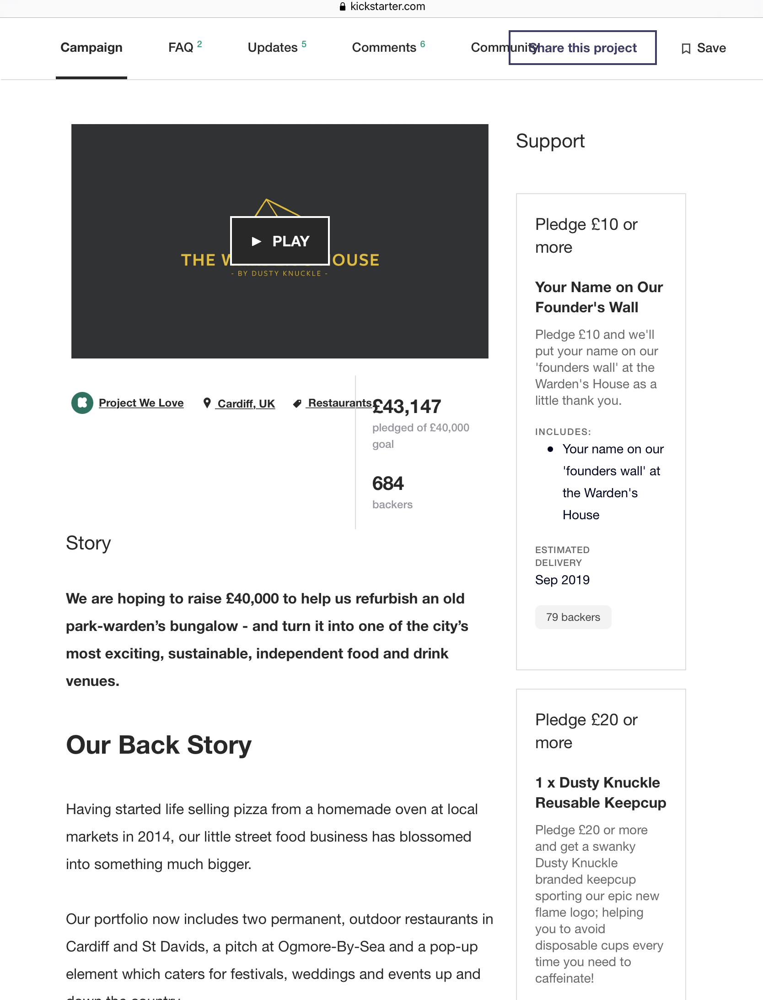 kickstarter.com
Campaign
FAQ 2
Updates 5
Comments 6
Community
Share this project
Save
PLAY
THE W OUSE
- BY DUSTY KNUCKLE -
Project We Love
Cardiff, UK
Restaurants
£43,147
pledged of £40,000
goal
684
backers
Story
We are hoping to raise £40,000 to help us refurbish an old
park-warden’s bungalow - and turn it into one of the city’s
most exciting, sustainable, independent food and drink
venues.
Our Back Story
Having started life selling pizza from a homemade oven at local
markets in 2014, our little street food business has blossomed
into something much bigger.
Our portfolio now includes two permanent, outdoor restaurants in
Cardiff and St Davids, a pitch at Ogmore-By-Sea and a pop-up
element which caters for festivals, weddings and events up and
down the country.
Support
Pledge £10 or
more
Your Name on Our
Founder's Wall
Pledge £10 and we'll
put your name on our
'founders wall' at the
Warden's House as a
little thank you.
INCLUDES:
• Your name on our
'founders wall' at
the Warden's
House
ESTIMATED
DELIVERY
Sep 2019
79 backers
Pledge £20 or
more
1 x Dusty Knuckle
Reusable Keepcup
Pledge £20 or more
and get a swanky
Dusty Knuckle
branded keepcup
sporting our epic new
flame logo; helping
you to avoid
disposable cups every
time you need to
caffeinate!